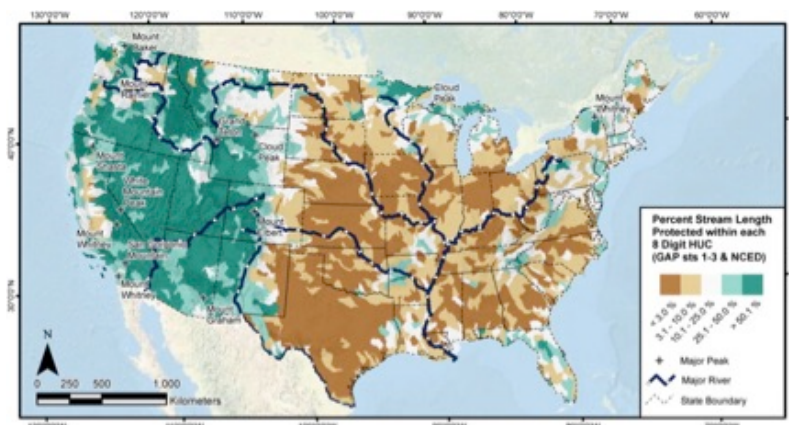 130°0'0"W
120°0'0"W
110°0'0"W
100°0'0"W
90°0'0"W
80°0'0"W
70°0'0"W
60°0'0"W
Mount
Baker
Mount
Cloud
Peak
Mount
Whitney
40°0'0"N
Cloud
Peak
Mount
Shasta
White
Mountain
Peak
Mount
Whitney
Mount
Elbert
Mountain
Mount
Whitney
Mount
Graham
30°0'0"N
N
0 250 500 1,000
Kilometers
Percent Stream Length
Protected within each
8 Digit HUC
(GAP sts 1-3 & NCED)
< 3.0 %
3.1 - 10.0 %
10.1 - 25.0 %
25.1 - 50.0 %
> 50.1 %
Major Peak
Major River
State Boundary